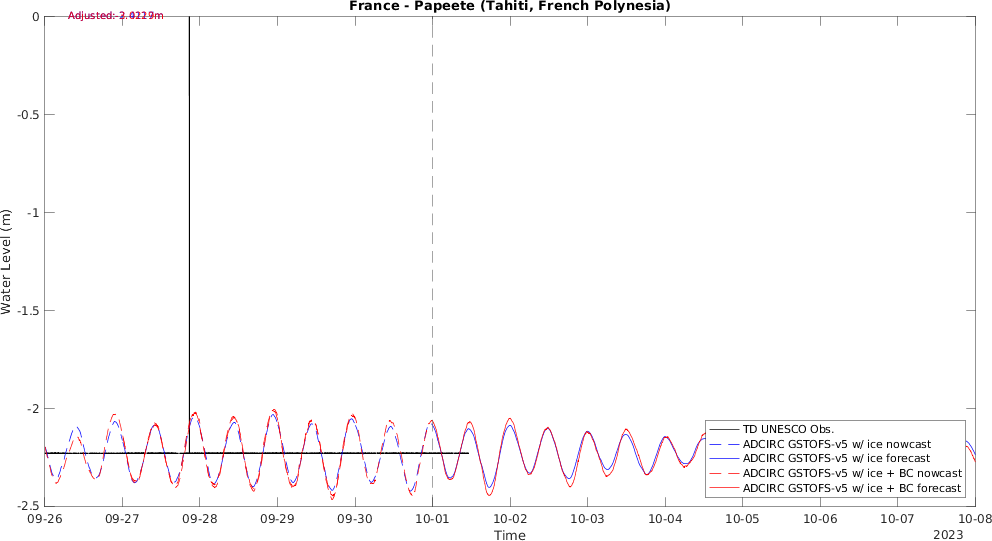 France - Papeete (Tahiti, French Polynesia)
Adjusted:
0
-0.5
-1
-1.5
-2
-2.5
Water Level (m)
TD UNESCO Obs.
ADCIRC GSTOFS-v5 w/ ice nowcast
ADCIRC GSTOFS-v5 w/ ice forecast
ADCIRC GSTOFS-v5 w/ ice + BC nowcast
ADCIRC GSTOFS-v5 w/ ice + BC forecast
09-26 09-27 09-28 09-29 09-30 10-01 10-02 10-03 10-04 10-05 10-06 10-07 10-08
Time
2023